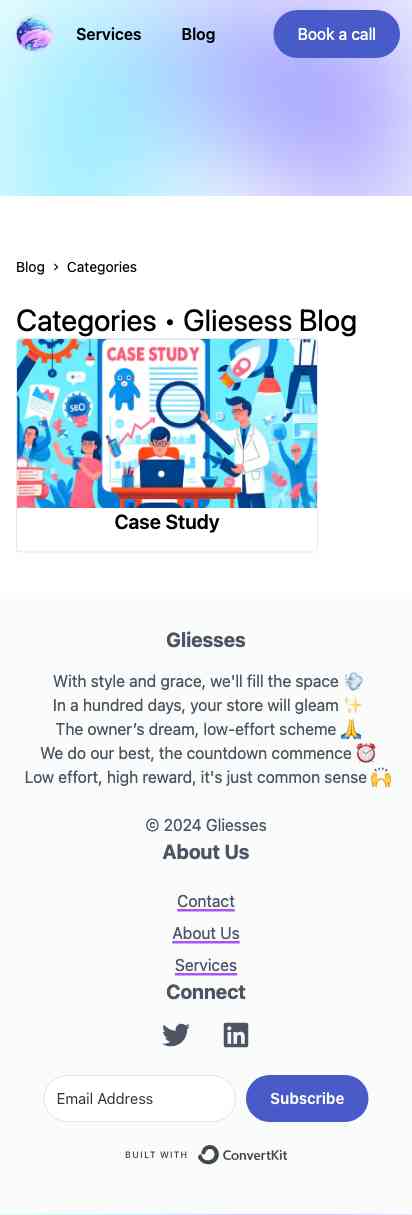 Services Blog Book a call
Blog › Categories
Categories • Gliesess Blog
CASE STUDY
SEO
Case Study
Gliesses
With style and grace, we'll fill the space 💨
In a hundred days, your store will gleam ✨
The owner’s dream, low-effort scheme 🙏
We do our best, the countdown commence ⏰
Low effort, high reward, it's just common sense 🙌
© 2024 Gliesses
About Us
Contact
About Us
Services
Connect
Email Address Subscribe
BUILT WITH ConvertKit